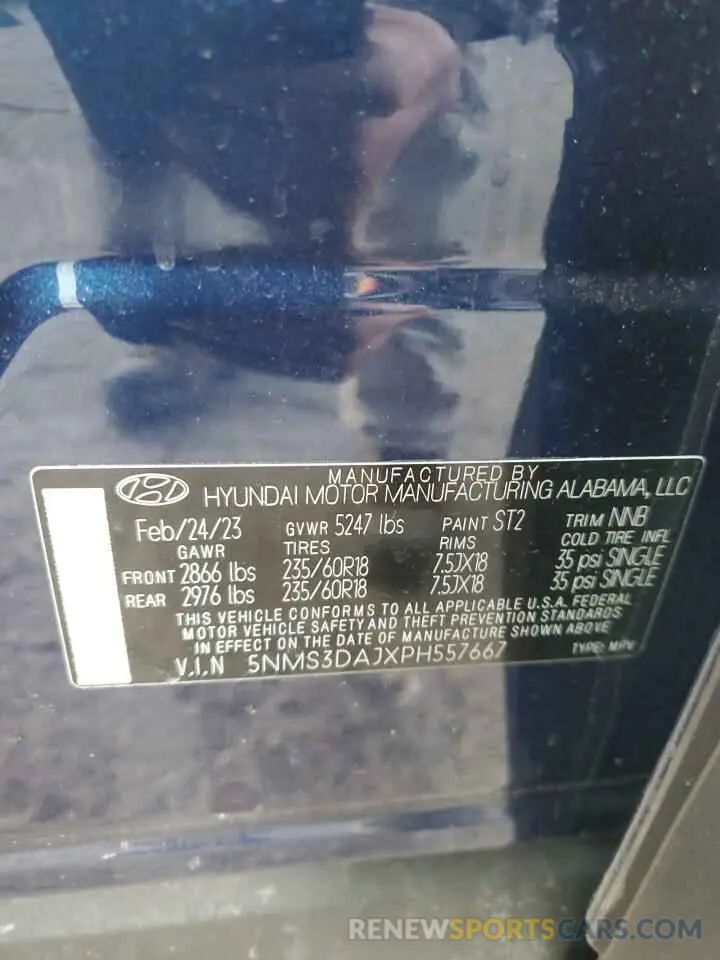 MANUFACTURED BY
HYUNDAI MOTOR MANUFACTURING ALABAMA, LLC
Feb/24/23 GVWR 5247 lbs PAINT ST2 TRIM NNB
GAWR TIRES RIMS COLD TIRE INFL
FRONT 2866 lbs 235/60R18 7.5JX18 35 psi SINGLE
REAR 2976 lbs 235/60R18 7.5JX18 35 psi SINGLE
THIS VEHICLE CONFORMS TO ALL APPLICABLE U.S.A. FEDERAL
MOTOR VEHICLE SAFETY AND THEFT PREVENTION STANDARDS
IN EFFECT ON THE DATE OF MANUFACTURE SHOWN ABOVE
V.I.N 5NMS3DAJXPH557667 TYPE: MPV
RENEWSPORTSCARS.COM